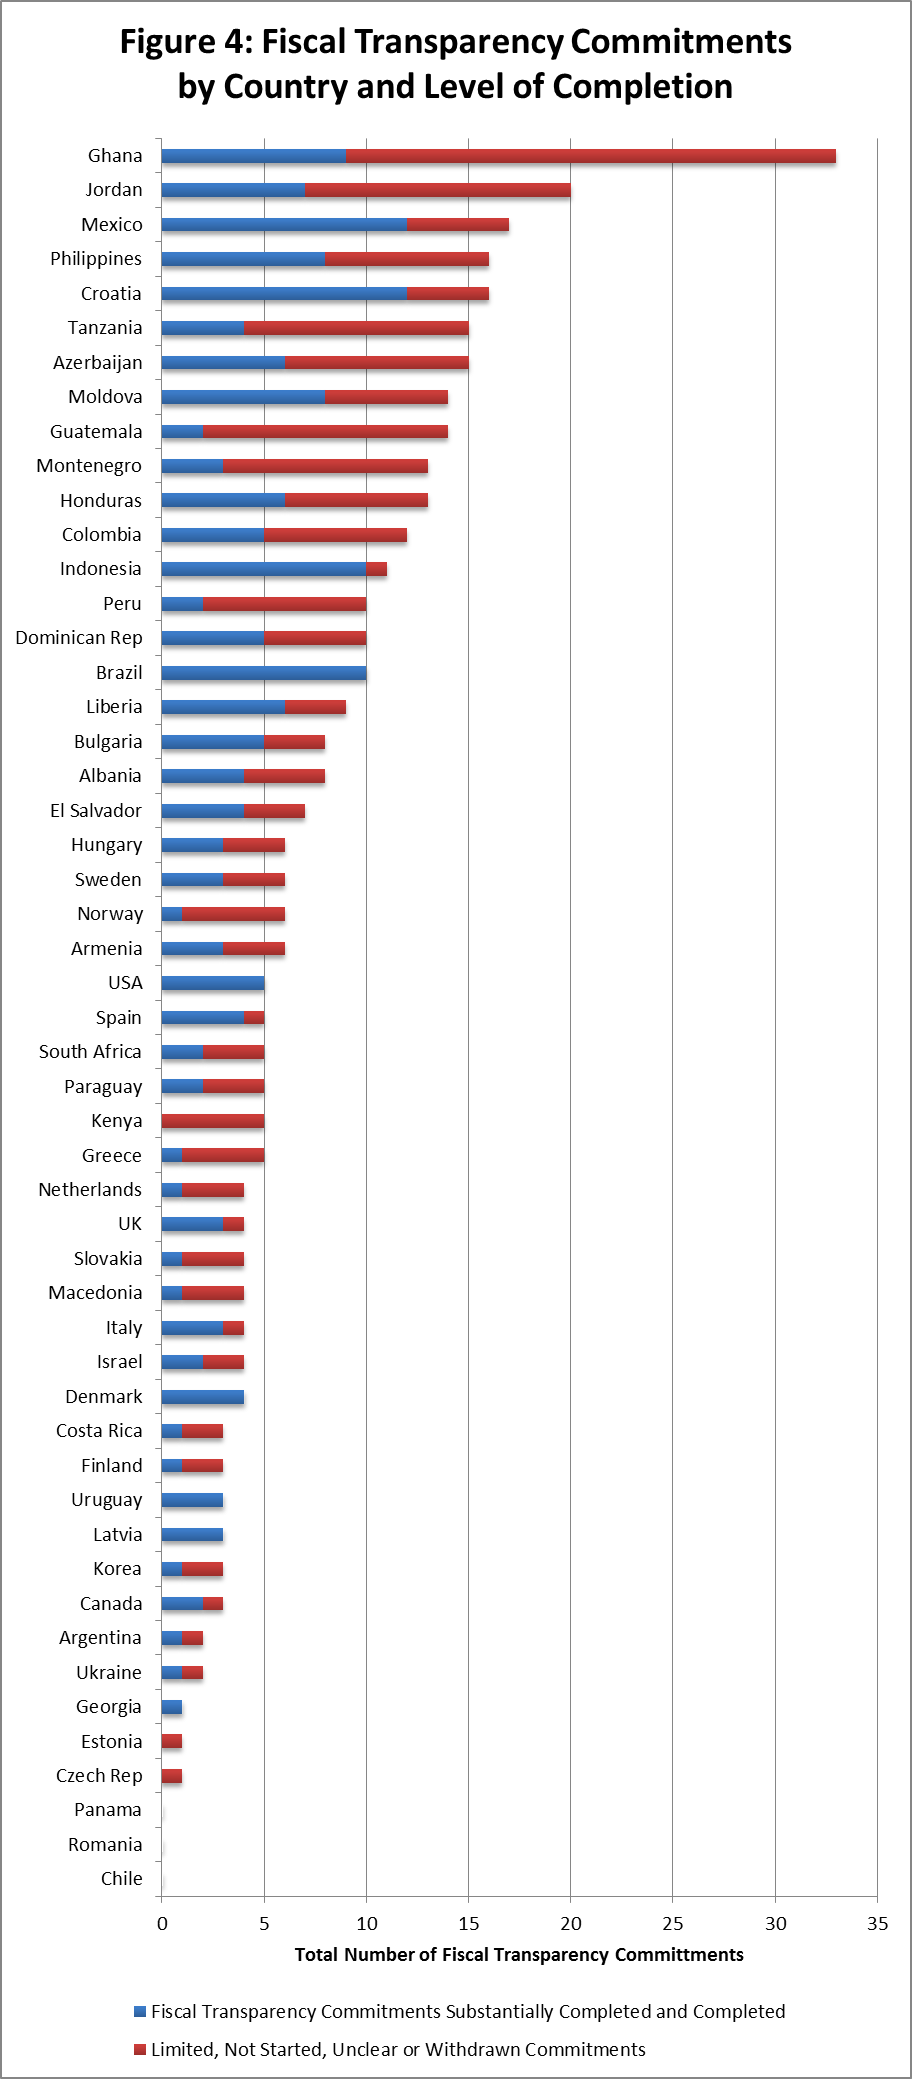 Figure 4: Fiscal Transparency Commitments
by Country and Level of Completion
Ghana
Jordan
Mexico
Philippines
Croatia
Tanzania
Azerbaijan
Moldova
Guatemala
Montenegro
Honduras
Colombia
Indonesia
Peru
Dominican Rep
Brazil
Liberia
Bulgaria
Albania
El Salvador
Hungary
Sweden
Norway
Armenia
USA
Spain
South Africa
Paraguay
Kenya
Greece
Netherlands
UK
Slovakia
Macedonia
Italy
Israel
Denmark
Costa Rica
Finland
Uruguay
Latvia
Korea
Canada
Argentina
Ukraine
Georgia
Estonia
Czech Rep
Panama
Romania
Chile
0 5 10 15 20 25 30 35
Total Number of Fiscal Transparency Committments
Fiscal Transparency Commitments Substantially Completed and Completed
Limited, Not Started, Unclear or Withdrawn Commitments